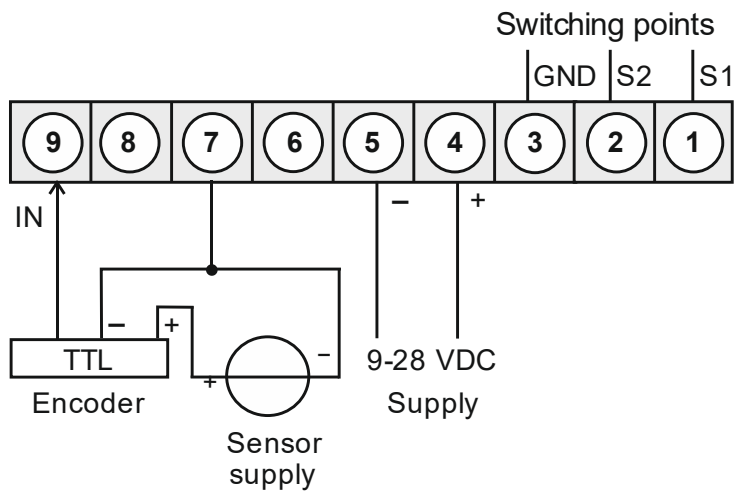 Switching points
GND S2 S1
9 8 7 6 5 4 3 2 1
IN
− +
− +
TTL
+ −
9-28 VDC
Encoder
Supply
Sensor
supply